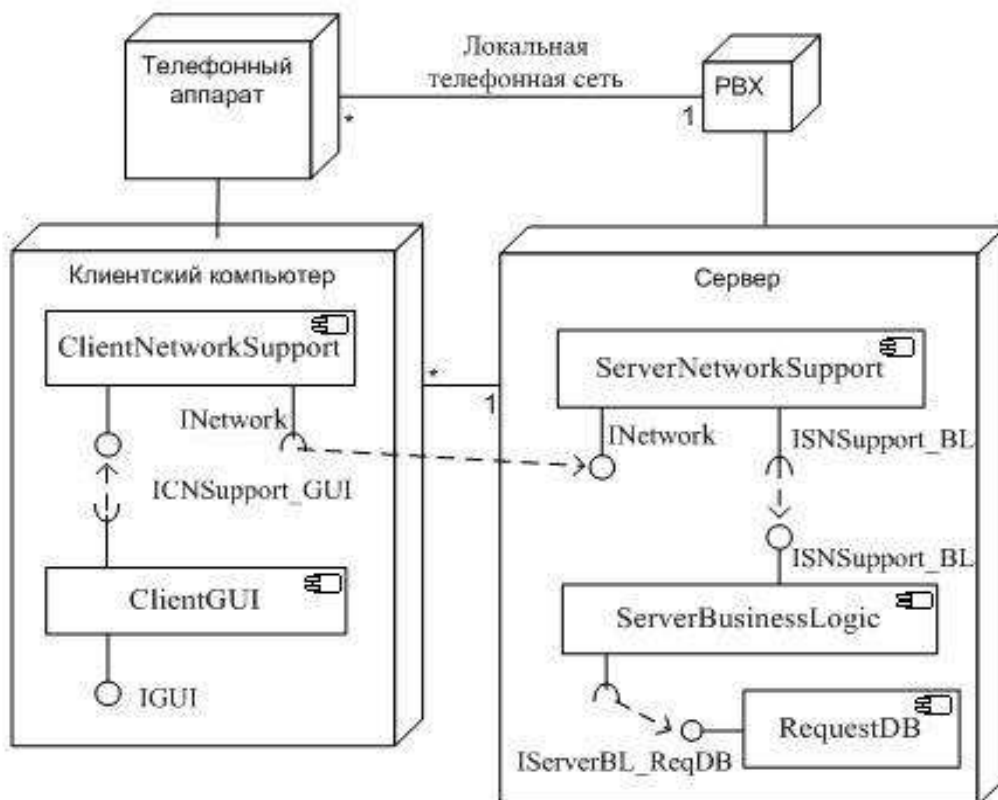 Телефонный
аппарат
Локальная
телефонная сеть
PBX
*
1
Клиентский компьютер
ClientNetworkSupport
INetwork
ICNSupport_GUI
ClientGUI
IGUI
*
1
Сервер
ServerNetworkSupport
INetwork
ISNSupport_BL
ISNSupport_BL
ServerBusinessLogic
IServerBL_ReqDB
RequestDB